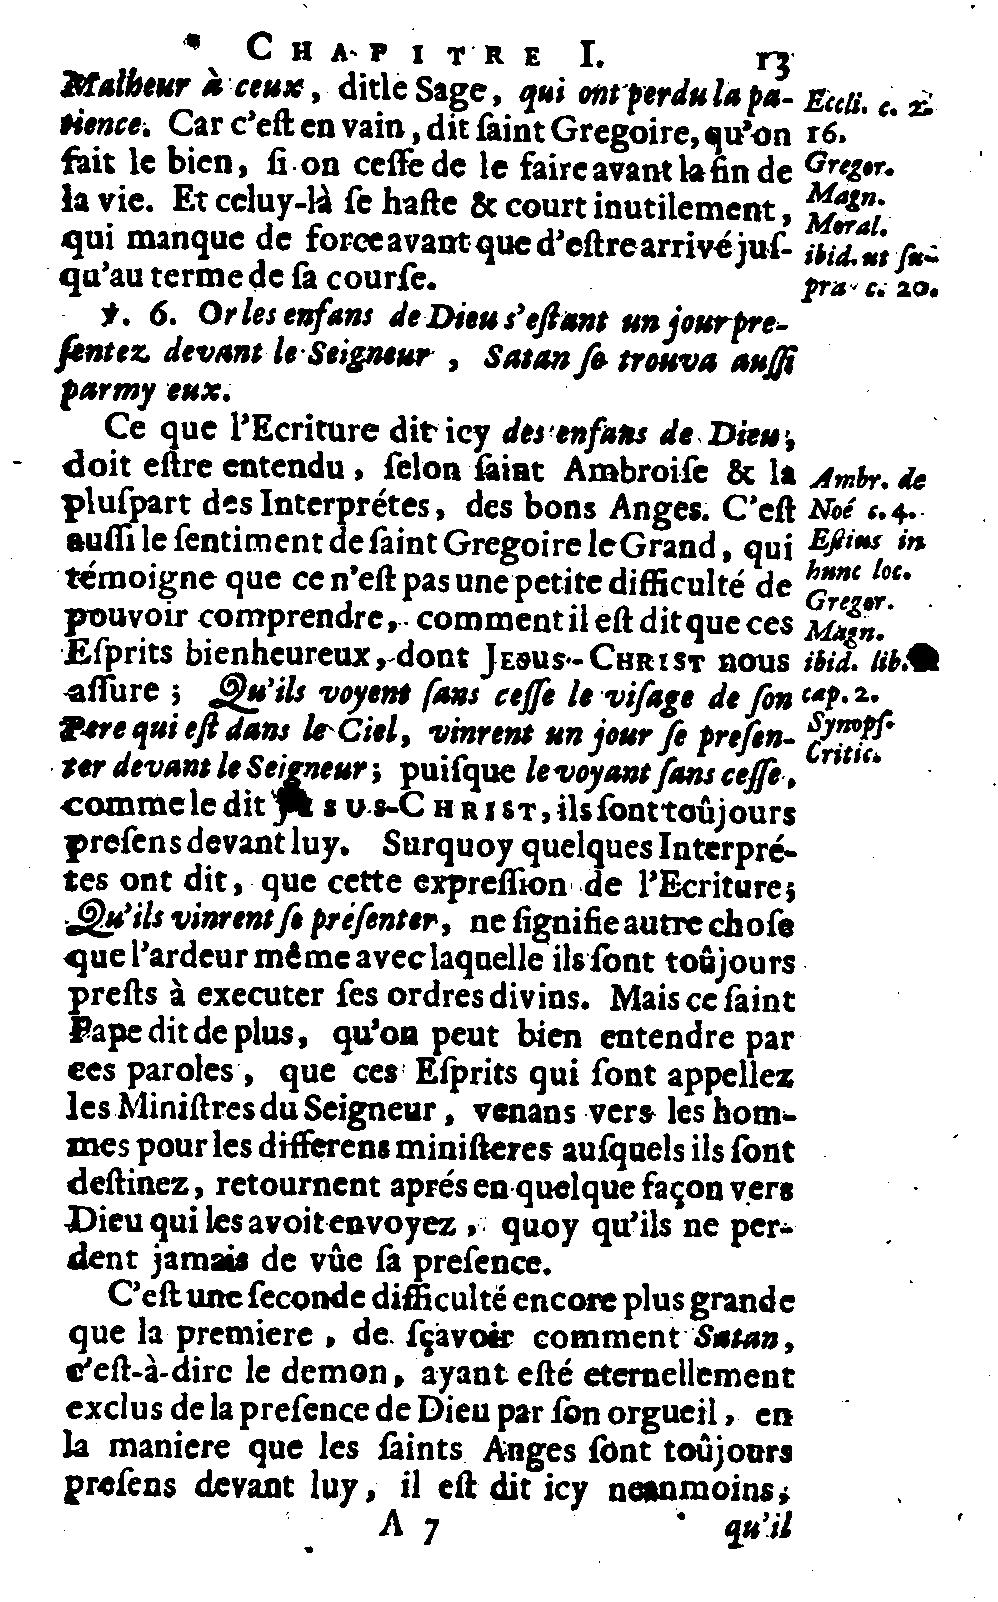 CHAPITRE I. 13
Malheur à ceux, dit le Sage, qui ont perdu la pa-
tience. Car c'eſt en vain, dit ſaint Gregoire, qu'on
fait le bien, ſi on ceſſe de le faire avant la fin de
la vie. Et celuy-là ſe haſte & court inutilement,
qui manque de force avant que d'eſtre arrivé juſ-
qu'au terme de ſa courſe.
Eccli. c. 2.
16.
Gregor.
Magn.
Moral.
ibid. ut ſu-
pra c. 20.
℣. 6. Or les enfans de Dieu s'eſtant un jour pre-
ſentez devant le Seigneur, Satan ſe trouva auſſi
parmy eux.
Ce que l'Ecriture dit icy des enfans de Dieu,
doit eſtre entendu, ſelon ſaint Ambroiſe & la
pluſpart des Interprétes, des bons Anges. C'eſt
auſſi le ſentiment de ſaint Gregoire le Grand, qui
témoigne que ce n'eſt pas une petite difficulté de
pouvoir comprendre, comment il eſt dit que ces
Eſprits bienheureux, dont JESUS-CHRIST nous
aſſure; Qu'ils voyent ſans ceſſe le viſage de ſon
Pere qui eſt dans le Ciel, vinrent un jour ſe preſen-
ter devant le Seigneur; puiſque le voyant ſans ceſſe,
comme le dit JESUS-CHRIST, ils ſont toûjours
preſens devant luy. Surquoy quelques Interpré-
tes ont dit, que cette expreſſion de l'Ecriture;
Qu'ils vinrent ſe préſenter, ne ſignifie autre choſe
que l'ardeur même avec laquelle ils ſont toûjours
preſts à executer ſes ordres divins. Mais ce ſaint
Pape dit de plus, qu'on peut bien entendre par
ces paroles, que ces Eſprits qui ſont appellez
les Miniſtres du Seigneur, venans vers les hom-
mes pour les differens miniſteres auſquels ils ſont
deſtinez, retournent aprés en quelque façon vers
Dieu qui les avoit envoyez, quoy qu'ils ne per-
dent jamais de vûe ſa preſence.
Ambr. de
Noé c. 4.
Eſtius in
hunc loc.
Gregor.
Magn.
ibid. lib.
cap. 2.
Synopſ.
Critic.
C'eſt une ſeconde difficulté encore plus grande
que la premiere, de ſçavoir comment Satan,
c'eſt-à-dire le demon, ayant eſté eternellement
exclus de la preſence de Dieu par ſon orgueil, en
la maniere que les ſaints Anges ſont toûjours
preſens devant luy, il eſt dit icy neanmoins,
A 7 qu'il